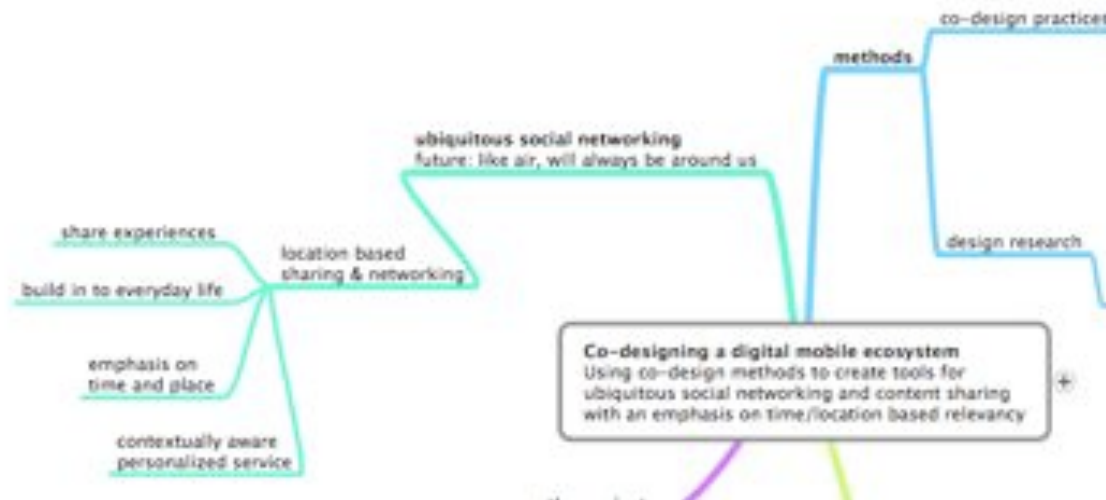 co-design practices
methods
ubiquitous social networking
future: like air, will always be around us
share experiences
location based
sharing & networking
design research
build in to everyday life
emphasis on
time and place
Co-designing a digital mobile ecosystem
Using co-design methods to create tools for
ubiquitous social networking and content sharing
with an emphasis on time/location based relevancy
contextually aware
personalized service